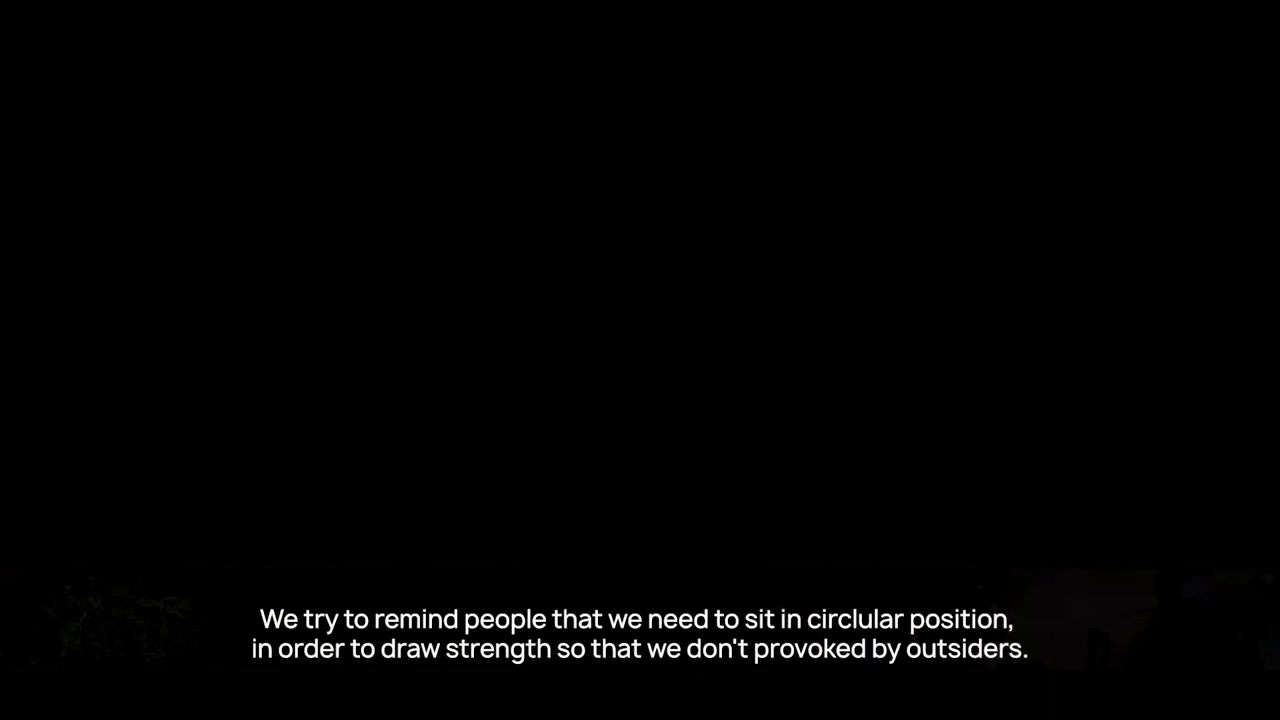 We try to remind people that we need to sit in circlular position,
in order to draw strength so that we don't provoked by outsiders.